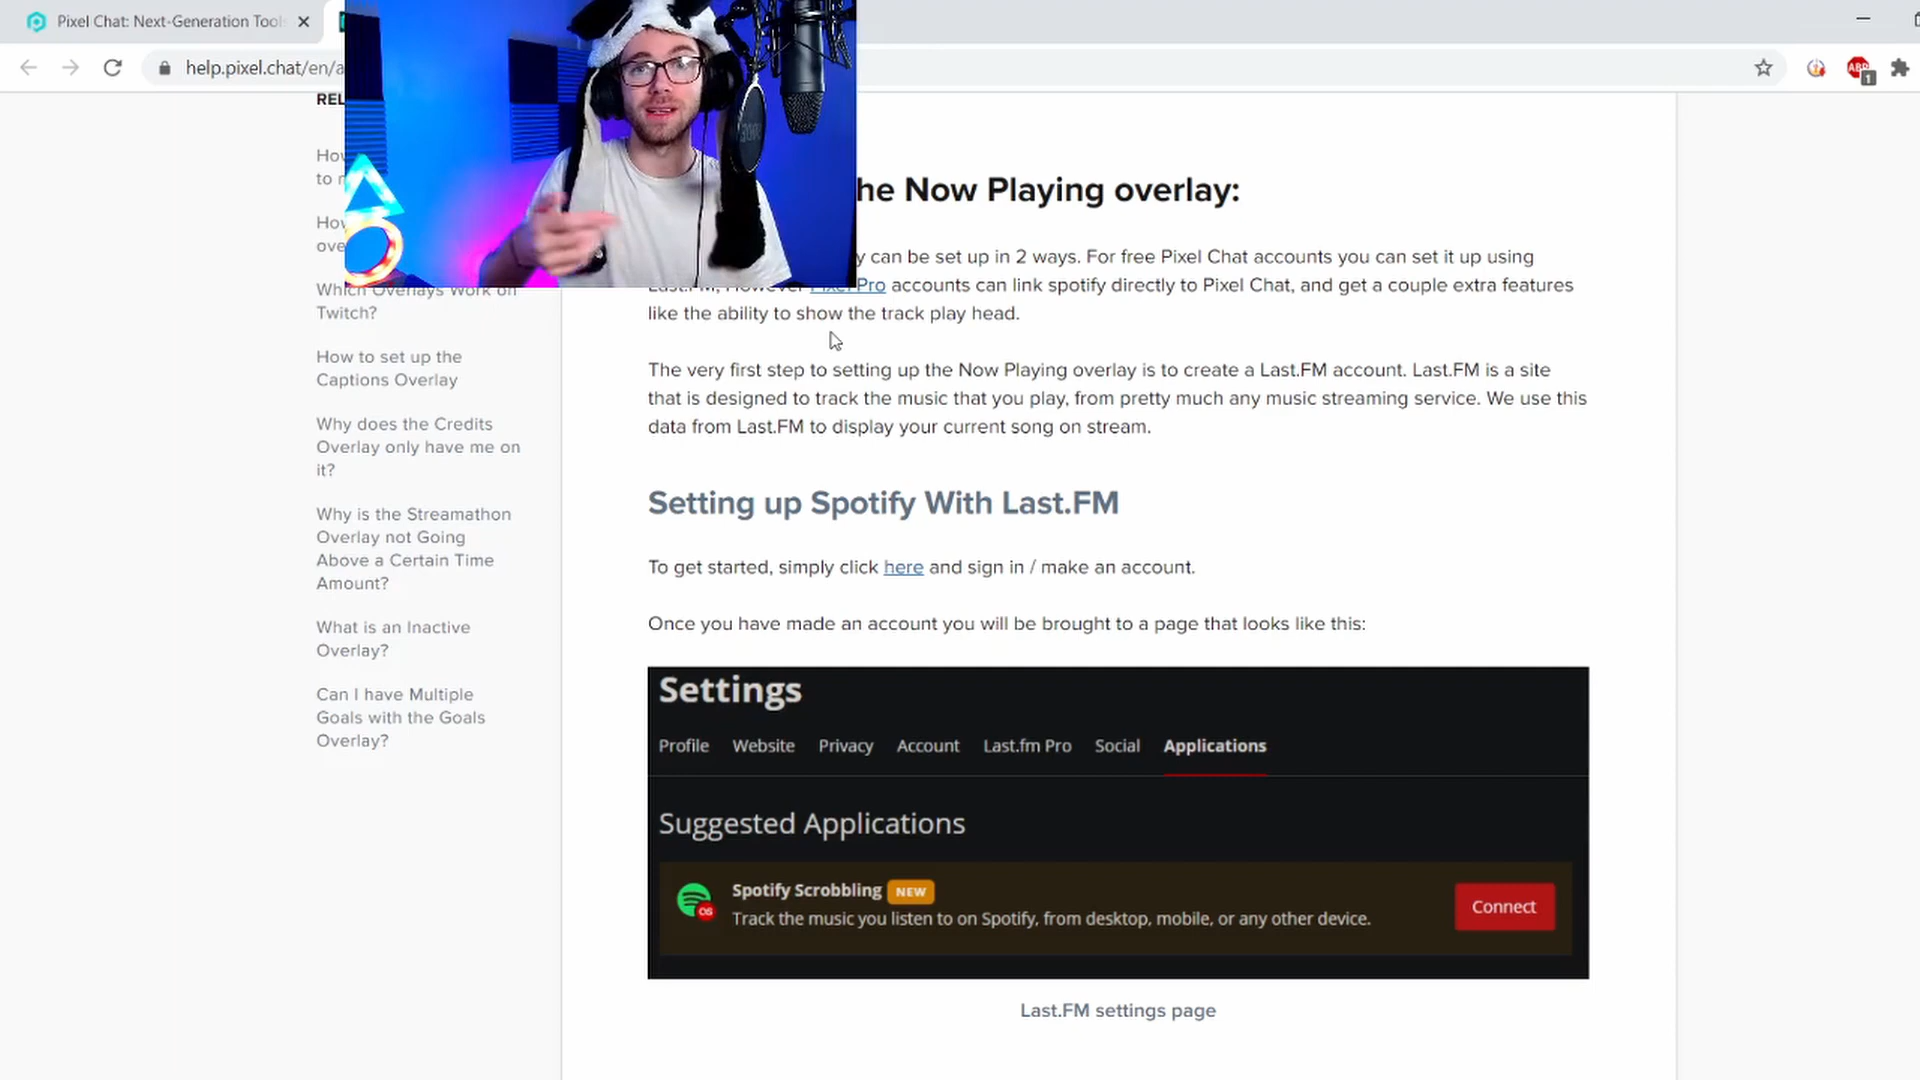 Pixel Chat: Next-Generation Tools
help.pixel.chat/en/a
ABP
1
REL
How
to
How
ove
Which Overlays Work on
Twitch?
How to set up the
Captions Overlay
Why does the Credits
Overlay only have me on
it?
Why is the Streamathon
Overlay not Going
Above a Certain Time
Amount?
What is an Inactive
Overlay?
Can I have Multiple
Goals with the Goals
Overlay?
he Now Playing overlay:
y can be set up in 2 ways. For free Pixel Chat accounts you can set it up using
Last.FM, However Pixel Pro accounts can link spotify directly to Pixel Chat, and get a couple extra features
like the ability to show the track play head.
The very first step to setting up the Now Playing overlay is to create a Last.FM account. Last.FM is a site
that is designed to track the music that you play, from pretty much any music streaming service. We use this
data from Last.FM to display your current song on stream.
Setting up Spotify With Last.FM
To get started, simply click here and sign in / make an account.
Once you have made an account you will be brought to a page that looks like this:
Settings
Profile Website Privacy Account Last.fm Pro Social Applications
Suggested Applications
Spotify Scrobbling NEW
Track the music you listen to on Spotify, from desktop, mobile, or any other device.
Connect
Last.FM settings page